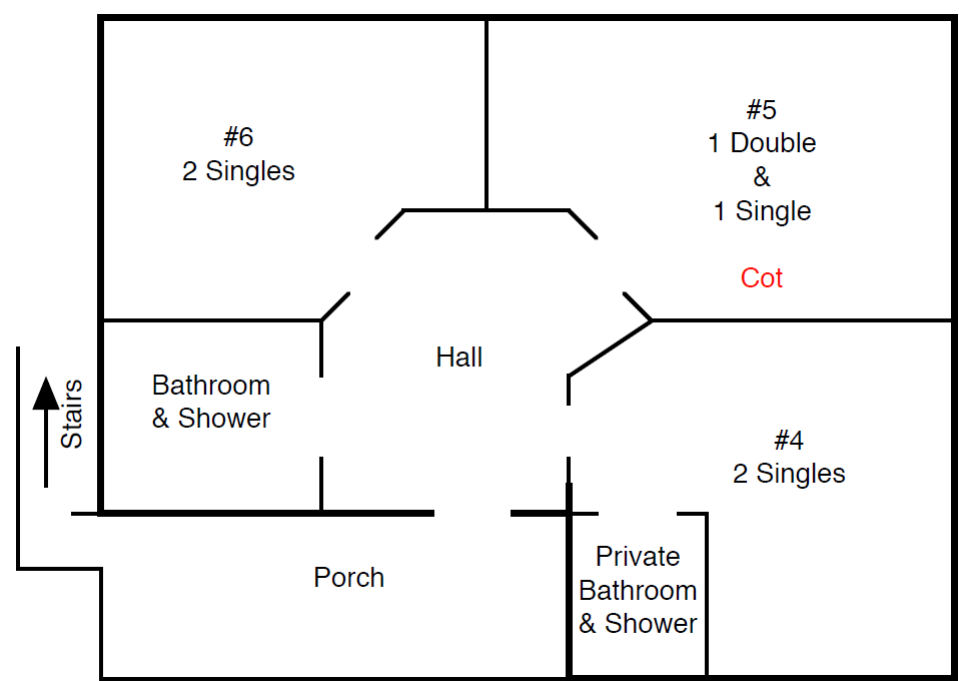 #6
2 Singles
#5
1 Double
&
1 Single
Cot
Hall
Bathroom
& Shower
Stairs
#4
2 Singles
Porch
Private
Bathroom
& Shower